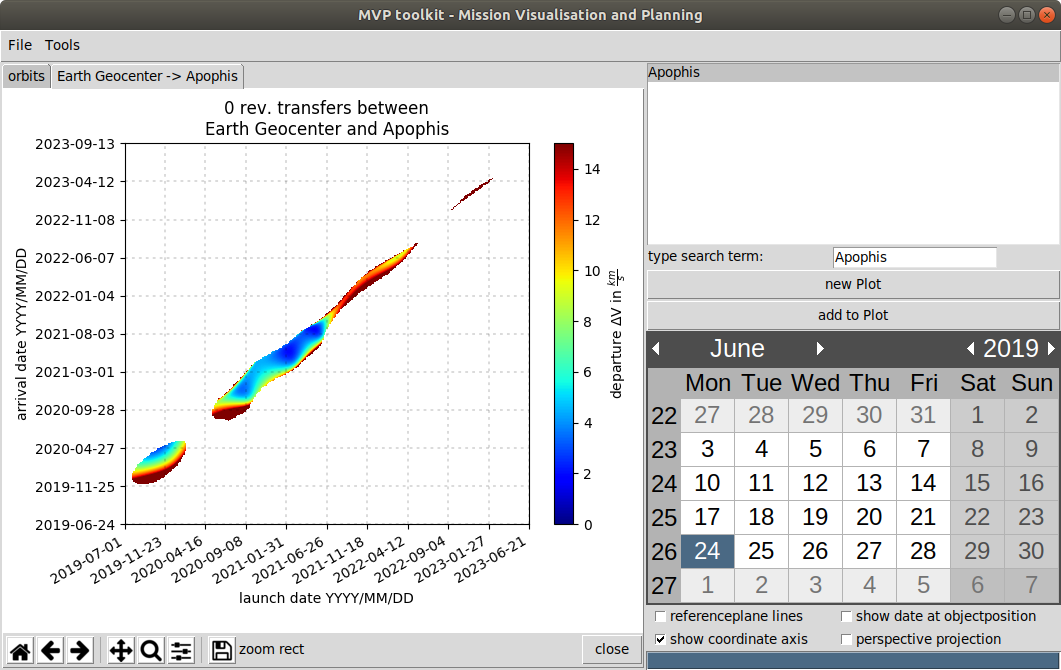 MVP toolkit - Mission Visualisation and Planning
File Tools
orbits Earth Geocenter -> Apophis
0 rev. transfers between
Earth Geocenter and Apophis
2023-09-13
2023-04-12
2022-11-08
2022-06-07
2022-01-04
2021-08-03
2021-03-01
2020-09-28
2020-04-27
2019-11-25
2019-06-24
arrival date YYYY/MM/DD
2019-07-01
2019-11-23
2020-04-16
2020-09-08
2021-01-31
2021-06-26
2021-11-18
2022-04-12
2022-09-04
2023-01-27
2023-06-21
launch date YYYY/MM/DD
14
12
10
8
6
4
2
0
departure ΔV in km/s
zoom rect
close
Apophis
type search term: Apophis
new Plot
add to Plot
June 2019
Mon Tue Wed Thu Fri Sat Sun
22 27 28 29 30 31 1 2
23 3 4 5 6 7 8 9
24 10 11 12 13 14 15 16
25 17 18 19 20 21 22 23
26 24 25 26 27 28 29 30
27 1 2 3 4 5 6 7
referenceplane lines show date at objectposition
show coordinate axis perspective projection